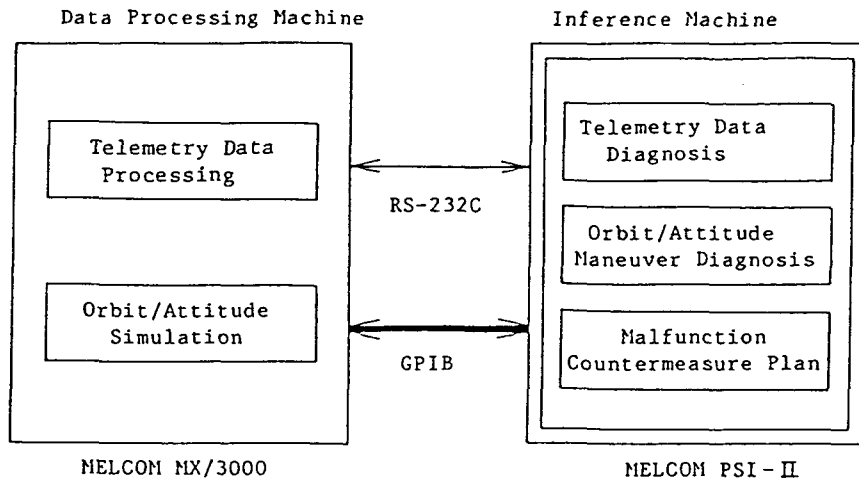 Data Processing Machine
Inference Machine
Telemetry Data
Processing
Orbit/Attitude
Simulation
RS-232C
GPIB
Telemetry Data
Diagnosis
Orbit/Attitude
Maneuver Diagnosis
Malfunction
Countermeasure Plan
MELCOM MX/3000
MELCOM PSI-II